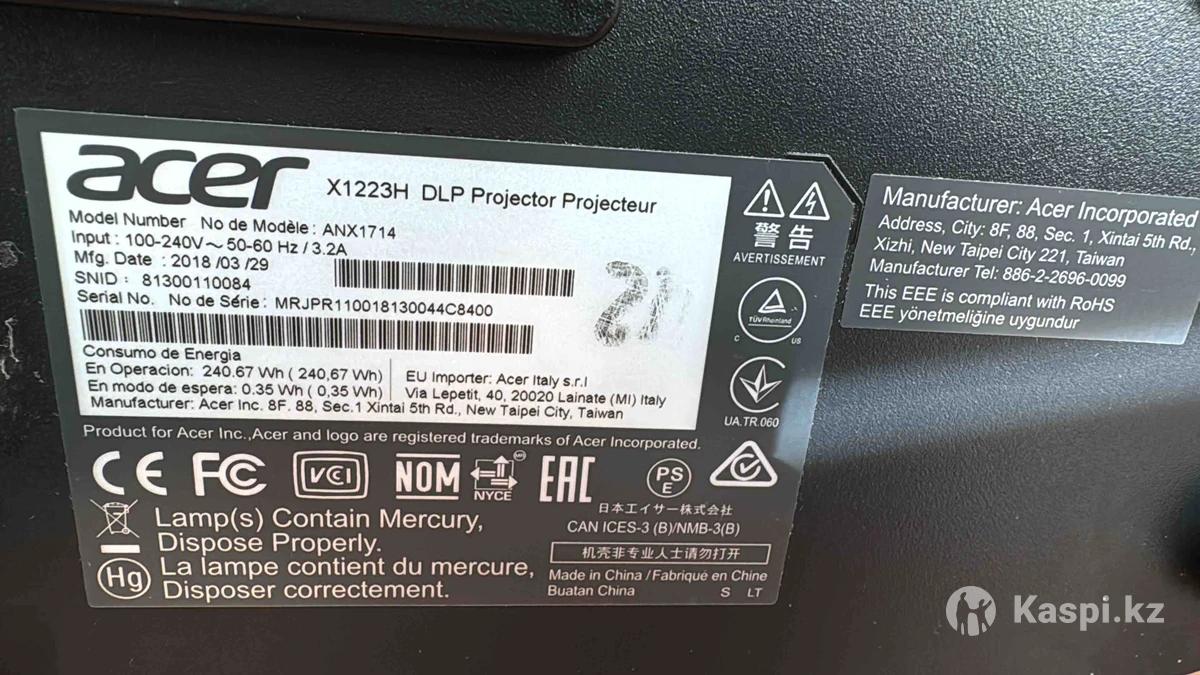 acer
X1223H DLP Projector Projecteur
Model Number No de Modèle : ANX1714
Input : 100-240V ~ 50-60 Hz / 3.2A
Mfg. Date : 2018 /03 /29
SNID : 81300110084
Serial No. No de Série : MRJPR110018130044C8400
Consumo de Energia
En Operacion: 240.67 Wh ( 240,67 Wh)
En modo de espera: 0.35 Wh ( 0,35 Wh)
EU Importer: Acer Italy s.r.l
Via Lepetit, 40, 20020 Lainate (MI) Italy
Manufacturer: Acer Inc. 8F. 88, Sec.1 Xintai 5th Rd., New Taipei City, Taiwan
警告
AVERTISSEMENT
TÜVRheinland
C US
UA.TR.060
Product for Acer Inc.,Acer and logo are registered trademarks of Acer Incorporated.
CE FC VCI NOM NYCE EAC PS E
日本エイサー株式会社
CAN ICES-3 (B)/NMB-3(B)
Lamp(s) Contain Mercury,
Dispose Properly.
Hg
La lampe contient du mercure,
Disposer correctement.
机壳非专业人士请勿打开
Made in China / Fabriqué en Chine
Buatan China S LT
Manufacturer: Acer Incorporated
Address, City: 8F, 88, Sec. 1, Xintai 5th Rd.,
Xizhi, New Taipei City 221, Taiwan
Manufacturer Tel: 886-2-2696-0099
This EEE is compliant with RoHS
EEE yönetmeliğine uygundur
Kaspi.kz